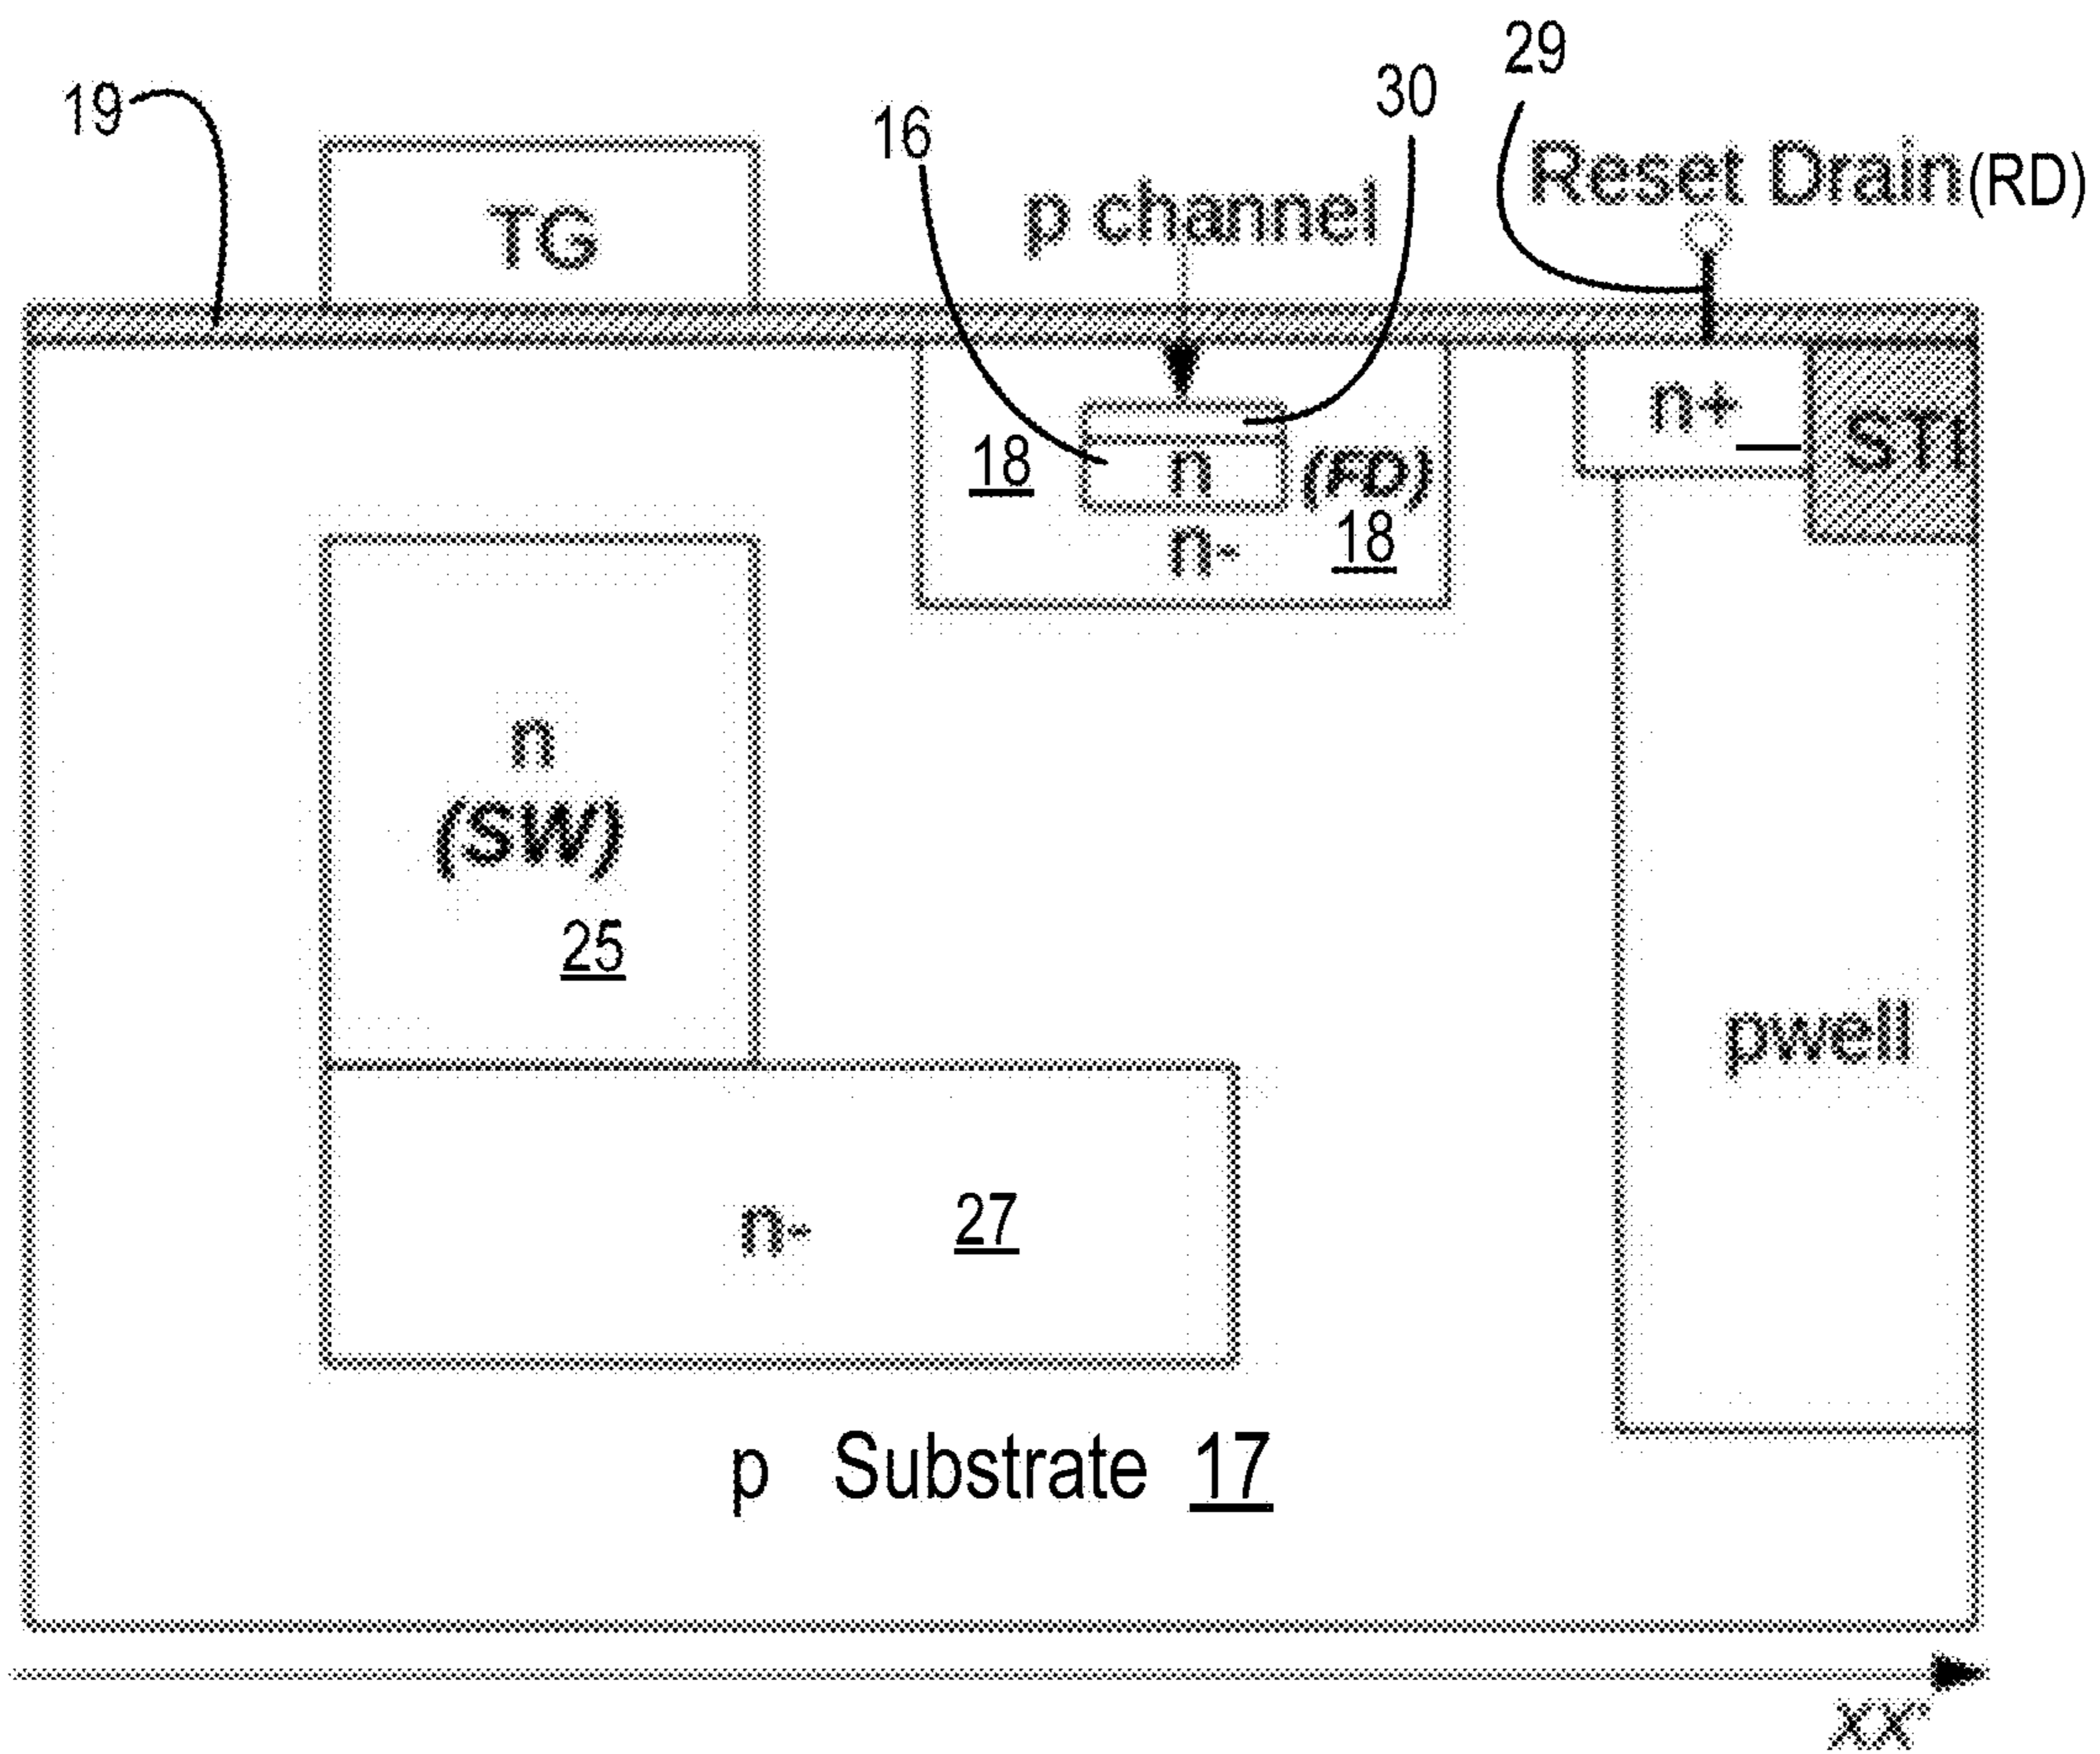 29
30
19
16
Reset Drain (RD)
TG
p channel
n+
STI
18
n
(FD)
18
n-
n
(SW)
25
pwell
n-
27
p Substrate 17
XX'